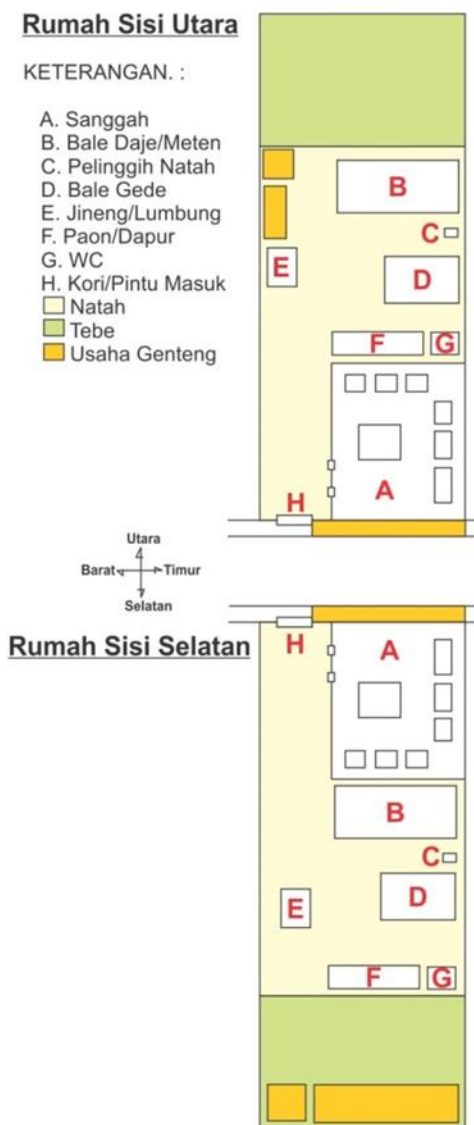 Rumah Sisi Utara
KETERANGAN. :
A. Sanggah
B. Bale Daje/Meten
C. Pelinggih Natah
D. Bale Gede
E. Jineng/Lumbung
F. Paon/Dapur
G. WC
H. Kori/Pintu Masuk
Natah
Tebe
Usaha Genteng
B
C
E
D
F
G
A
H
Utara
Barat
Timur
Selatan
Rumah Sisi Selatan
H
A
B
C
E
D
F
G